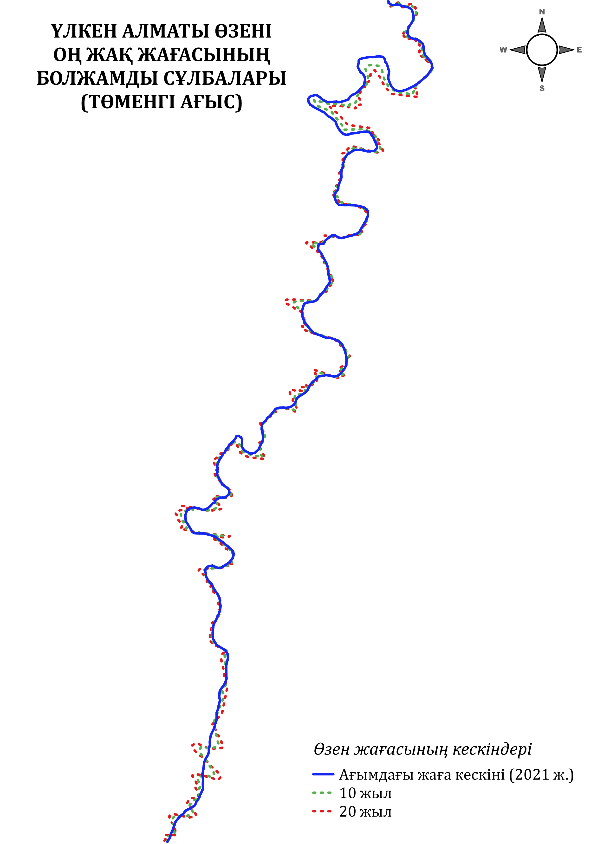 ҮЛКЕН АЛМАТЫ ӨЗЕНІ
ОҢ ЖАҚ ЖАҒАСЫНЫҢ
БОЛЖАМДЫ СҰЛБАЛАРЫ
(ТӨМЕНГІ АҒЫС)
N
W E
S
Өзен жағасының кескіндері
Ағымдағы жаға кескіні (2021 ж.)
10 жыл
20 жыл